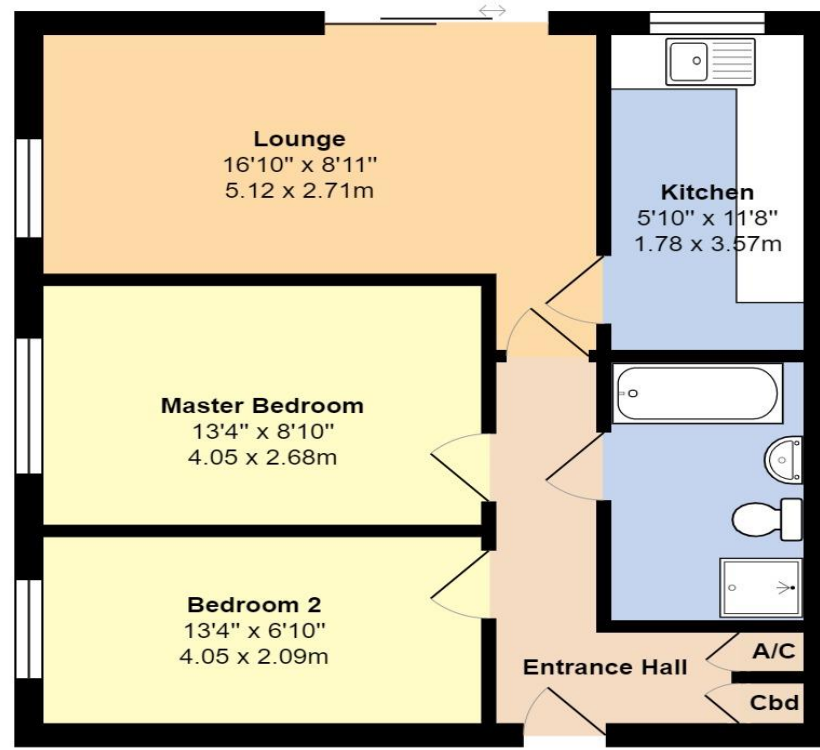 Lounge
16'10" x 8'11"
5.12 x 2.71m
Kitchen
5'10" x 11'8"
1.78 x 3.57m
Master Bedroom
13'4" x 8'10"
4.05 x 2.68m
Bedroom 2
13'4" x 6'10"
4.05 x 2.09m
Entrance Hall
A/C
Cbd